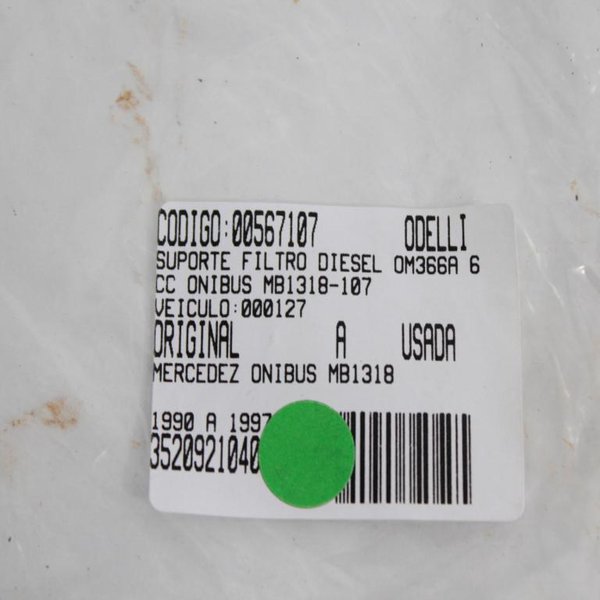 CODIGO:00567107 ODELLI
SUPORTE FILTRO DIESEL OM366A 6
CC ONIBUS MB1318-107
VEICULO:000127
ORIGINAL A USADA
MERCEDEZ ONIBUS MB1318
1990 A 1997
3520921040